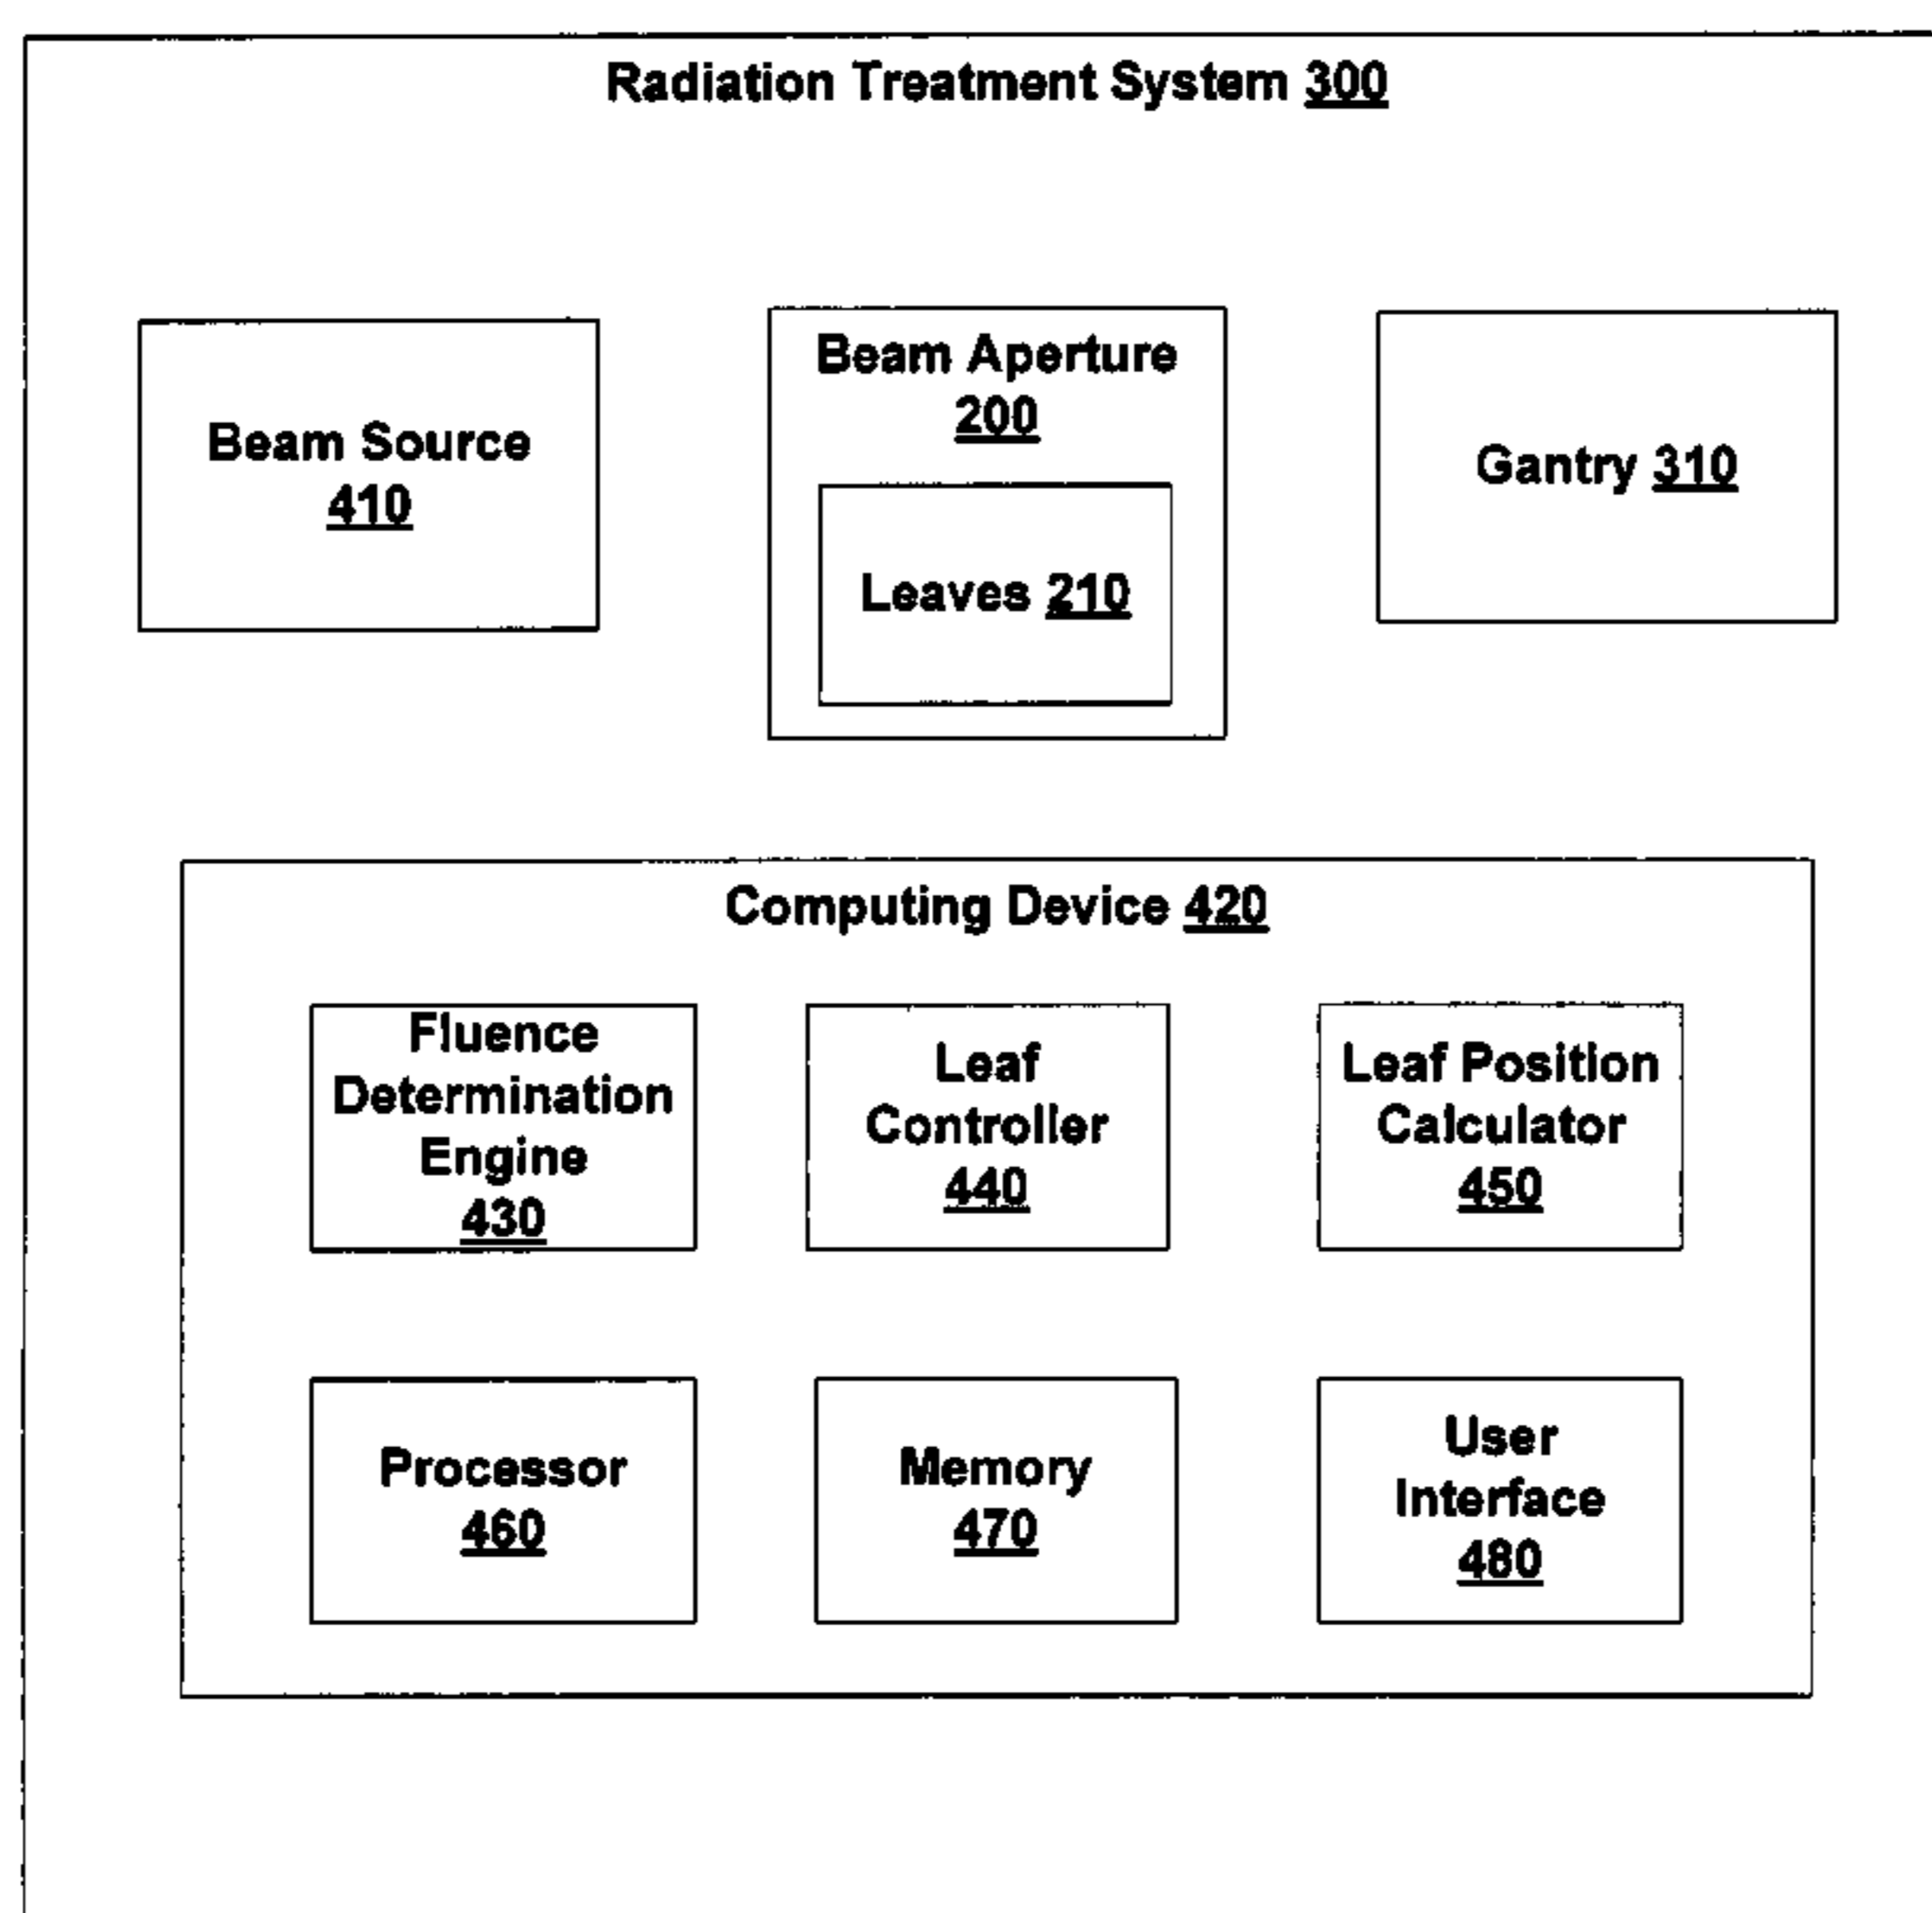 Radiation Treatment System 300
Beam Source
410
Beam Aperture
200
Leaves 210
Gantry 310
Computing Device 420
Fluence
Determination
Engine
430
Leaf
Controller
440
Leaf Position
Calculator
450
Processor
460
Memory
470
User
Interface
480